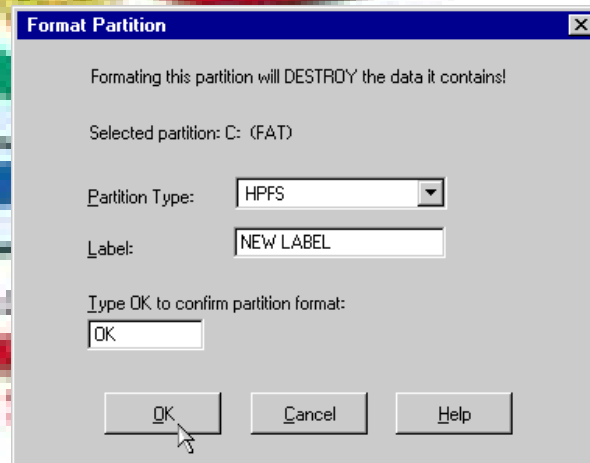 Format Partition
Formating this partition will DESTROY the data it contains!
Selected partition: C: (FAT)
Partition Type:
HPFS
Label:
NEW LABEL
Type OK to confirm partition format:
OK
OK
Cancel
Help